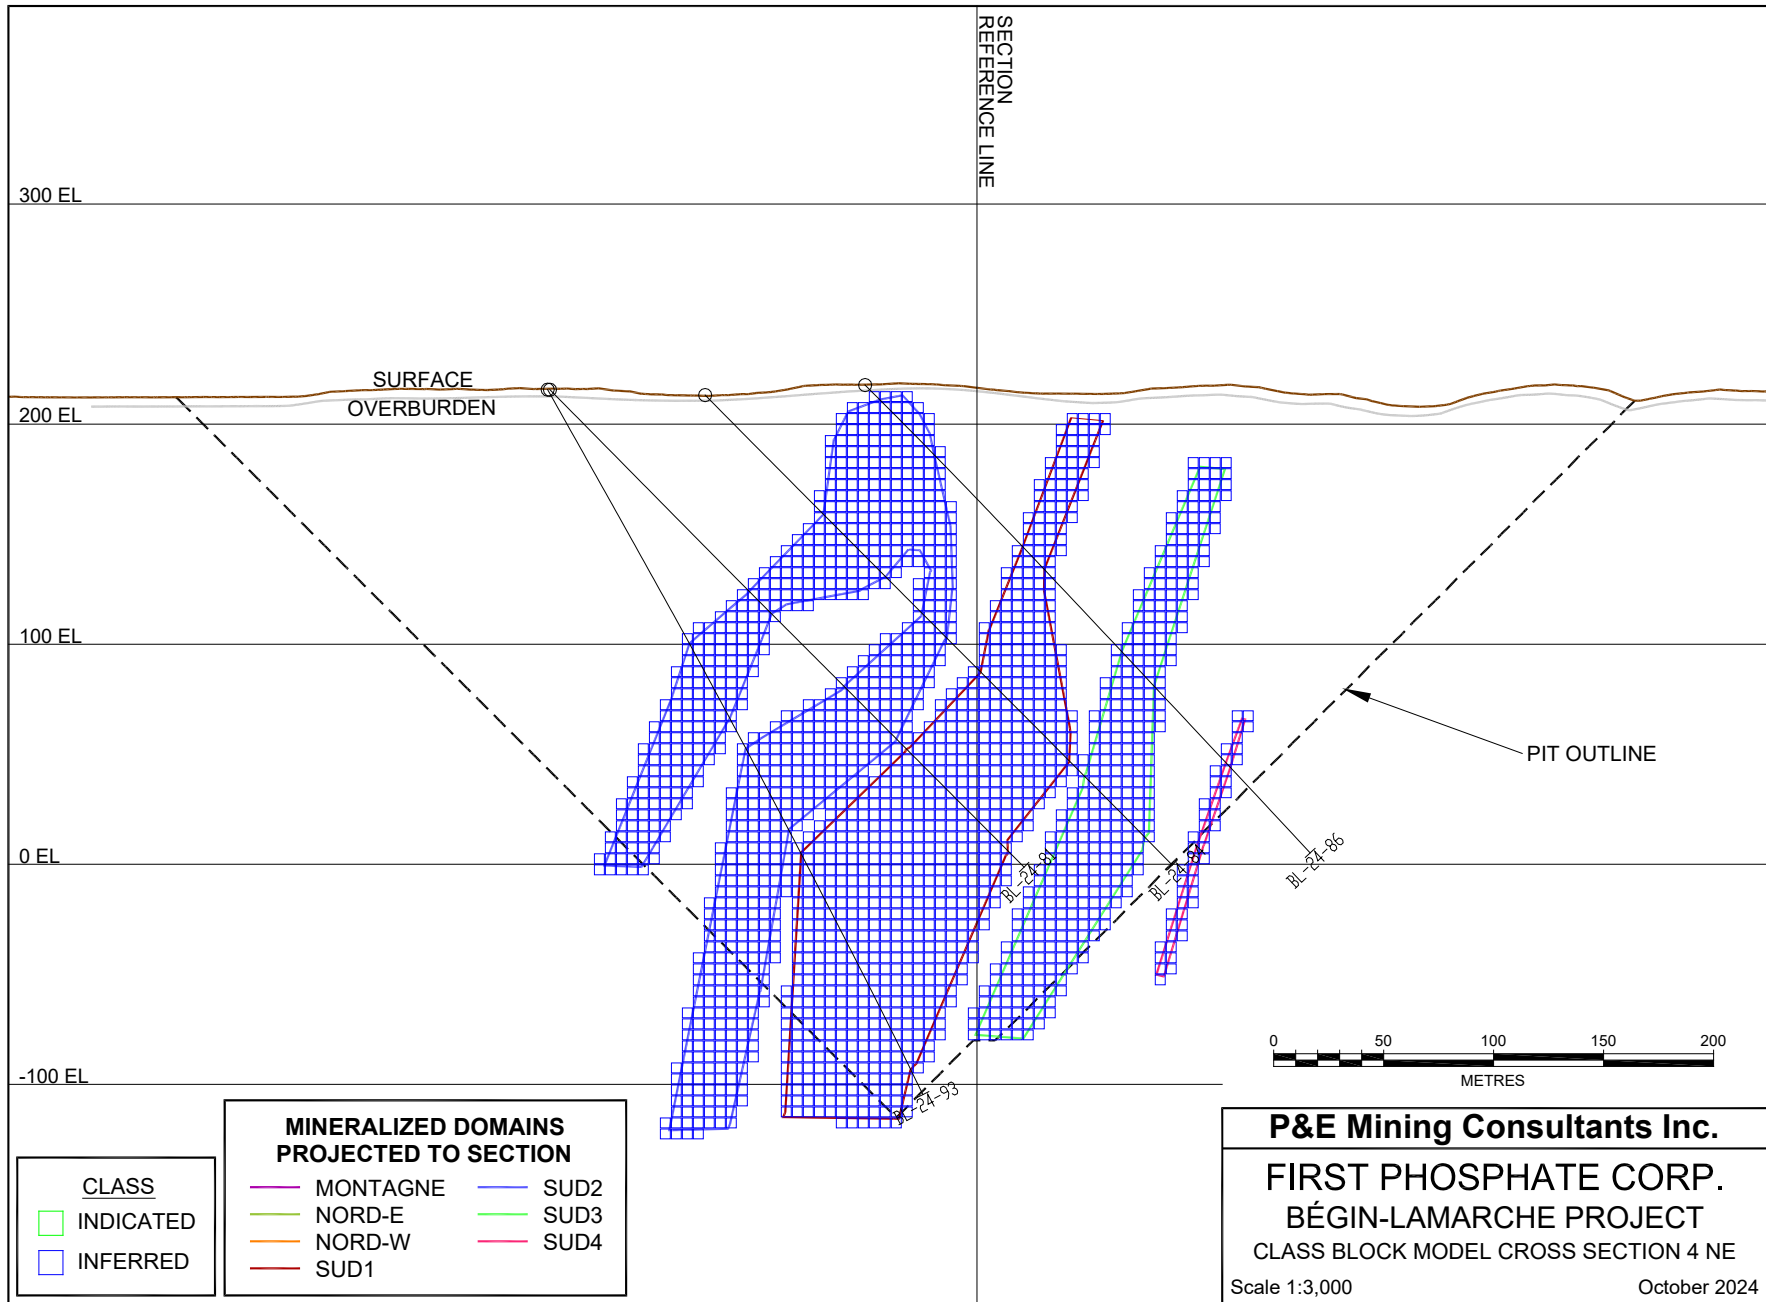 SECTION
REFERENCE LINE
300 EL
SURFACE
OVERBURDEN
200 EL
100 EL
PIT OUTLINE
0 EL
BL-24-81
BL-24-84
BL-24-86
-100 EL
BL-24-93
0 50 100 150 200
METRES
CLASS
INDICATED
INFERRED
MINERALIZED DOMAINS
PROJECTED TO SECTION
MONTAGNE
NORD-E
NORD-W
SUD1
SUD2
SUD3
SUD4
P&E Mining Consultants Inc.
FIRST PHOSPHATE CORP.
BÉGIN-LAMARCHE PROJECT
CLASS BLOCK MODEL CROSS SECTION 4 NE
Scale 1:3,000 October 2024